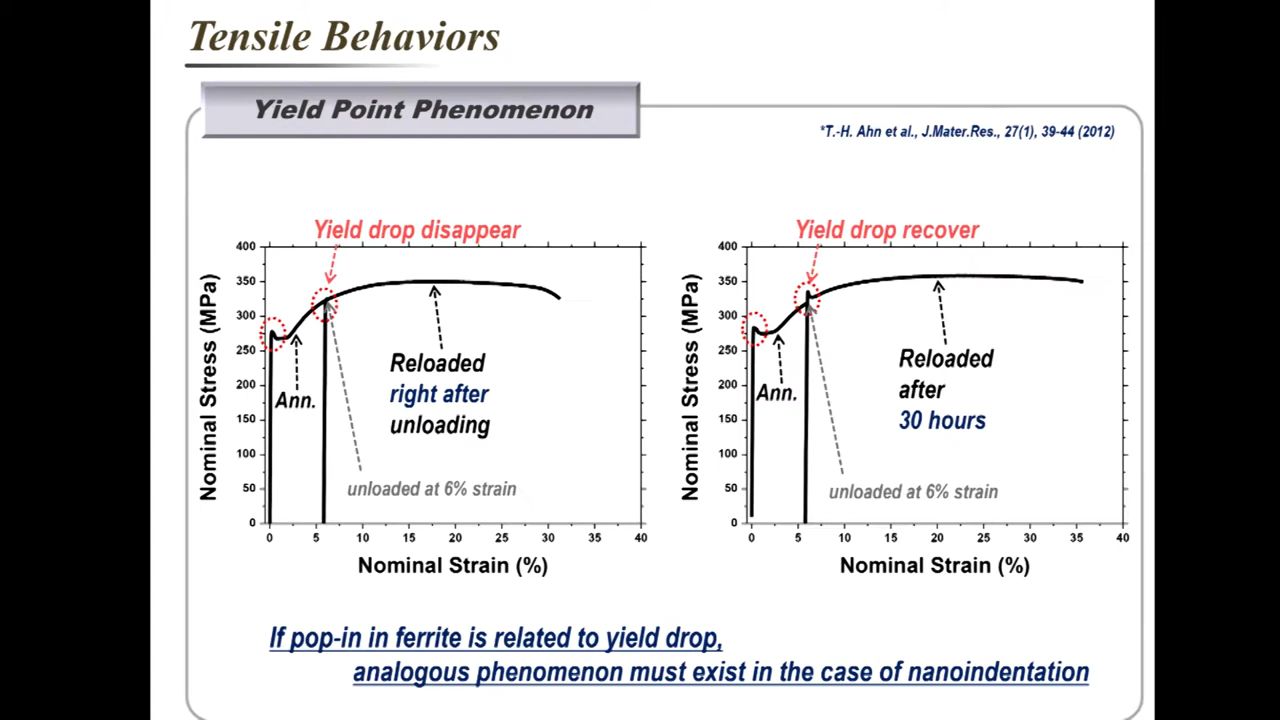 Tensile Behaviors
Yield Point Phenomenon
*T.-H. Ahn et al., J.Mater.Res., 27(1), 39-44 (2012)
Yield drop disappear
400
350
300
250
200
150
100
50
0
Nominal Stress (MPa)
Ann.
Reloaded
right after
unloading
unloaded at 6% strain
0 5 10 15 20 25 30 35 40
Nominal Strain (%)
Yield drop recover
400
350
300
250
200
150
100
50
0
Nominal Stress (MPa)
Ann.
Reloaded
after
30 hours
unloaded at 6% strain
0 5 10 15 20 25 30 35 40
Nominal Strain (%)
If pop-in in ferrite is related to yield drop,
analogous phenomenon must exist in the case of nanoindentation